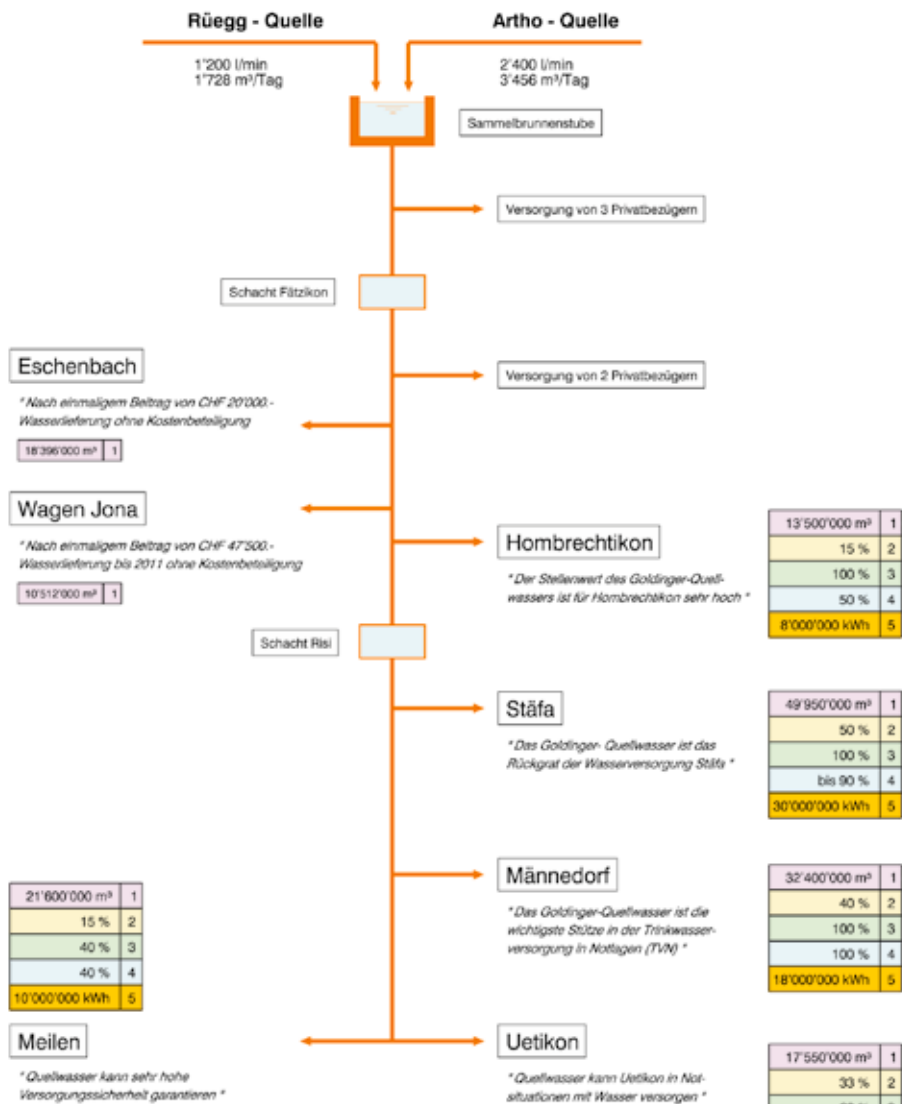 Rüegg - Quelle
Artho - Quelle
1'200 l/min
1'728 m³/Tag
2'400 l/min
3'456 m³/Tag
Sammelbrunnenstube
Versorgung von 3 Privatbezügern
Schacht Fätzikon
Eschenbach
" Nach einmaligem Beitrag von CHF 20'000.-
Wasserlieferung ohne Kostenbeteiligung
18'396'000 m³ 1
Versorgung von 2 Privatbezügern
Wagen Jona
" Nach einmaligem Beitrag von CHF 47'500.-
Wasserlieferung bis 2011 ohne Kostenbeteiligung
10'512'000 m³ 1
Hombrechtikon
" Der Stellenwert des Goldinger-Quell-
wassers ist für Hombrechtikon sehr hoch "
13'500'000 m³ 1
15 % 2
100 % 3
50 % 4
8'000'000 kWh 5
Schacht Risi
Stäfa
" Das Goldinger- Quellwasser ist das
Rückgrat der Wasserversorgung Stäfa "
49'950'000 m³ 1
50 % 2
100 % 3
bis 90 % 4
30'000'000 kWh 5
Männedorf
" Das Goldinger-Quellwasser ist die
wichtigste Stütze in der Trinkwasser-
versorgung in Notlagen (TVN) "
32'400'000 m³ 1
40 % 2
100 % 3
100 % 4
18'000'000 kWh 5
21'600'000 m³ 1
15 % 2
40 % 3
40 % 4
10'000'000 kWh 5
Meilen
" Quellwasser kann sehr hohe
Versorgungssicherheit garantieren "
Uetikon
" Quellwasser kann Uetikon in Not-
situationen mit Wasser versorgen "
17'550'000 m³ 1
33 % 2